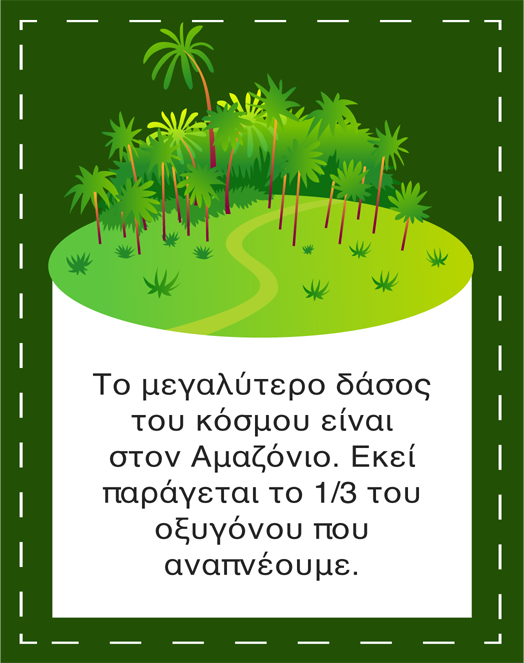 Το μεγαλύτερο δάσος
του κόσμου είναι
στον Αμαζόνιο. Εκεί
παράγεται το 1/3 του
οξυγόνου που
αναπνέουμε.